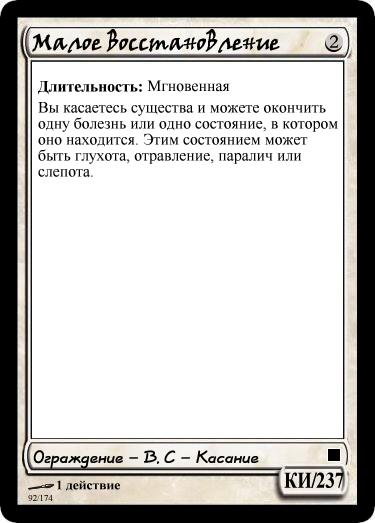 Малое Восстановление 2
Длительность: Мгновенная
Вы касаетесь существа и можете окончить
одну болезнь или одно состояние, в котором
оно находится. Этим состоянием может
быть глухота, отравление, паралич или
слепота.
Ограждение – В, С – Касание
1 действие
КИ/237
92/174